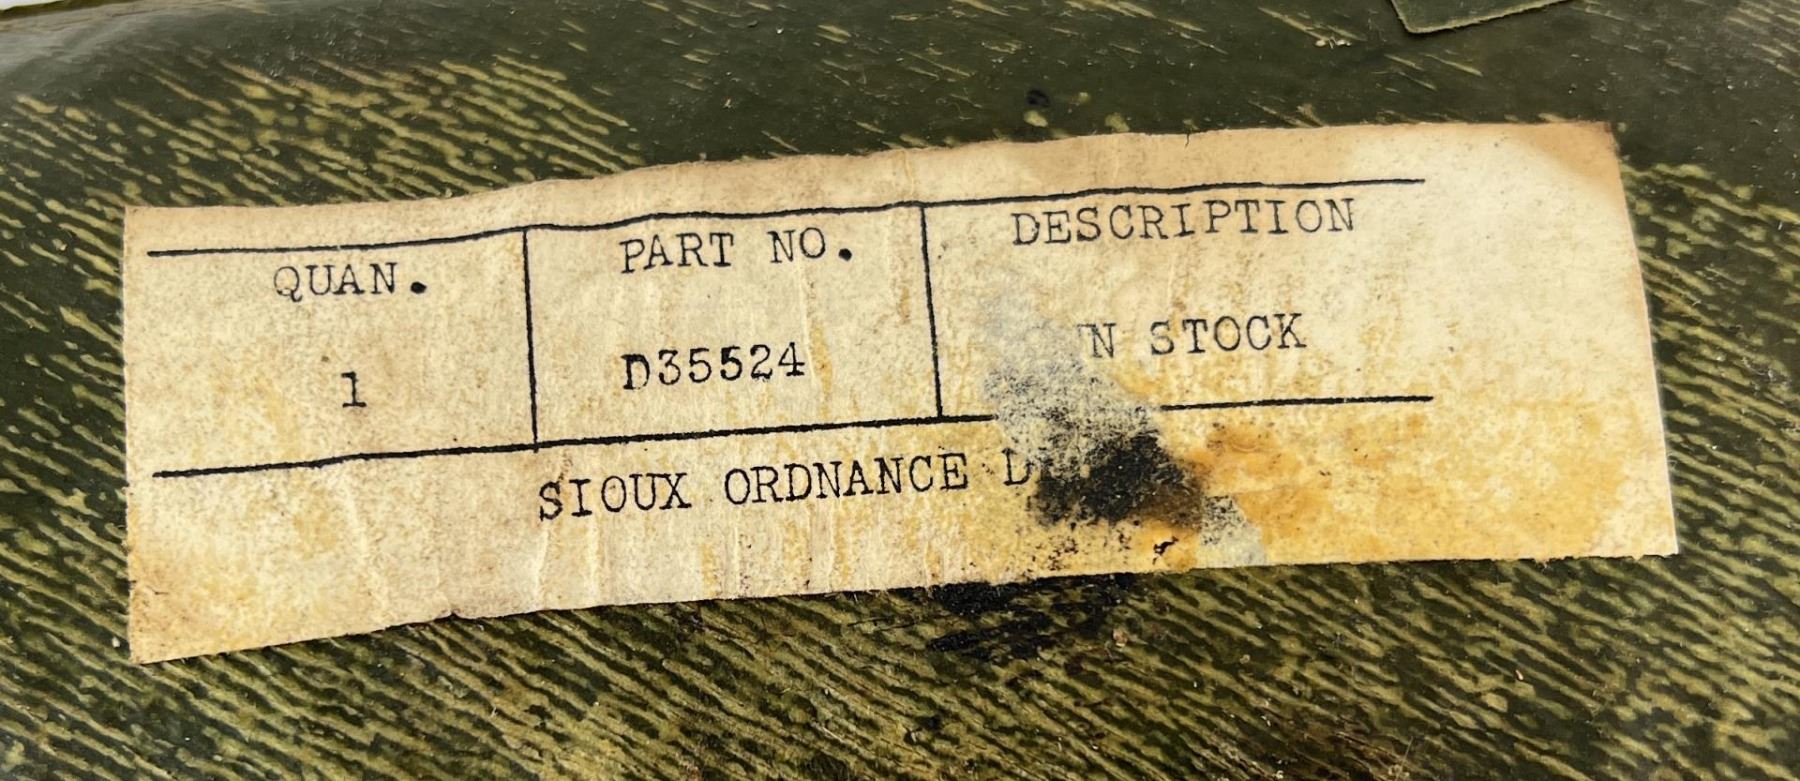 QUAN. PART NO. DESCRIPTION
1 D35524 N STOCK
SIOUX ORDNANCE D